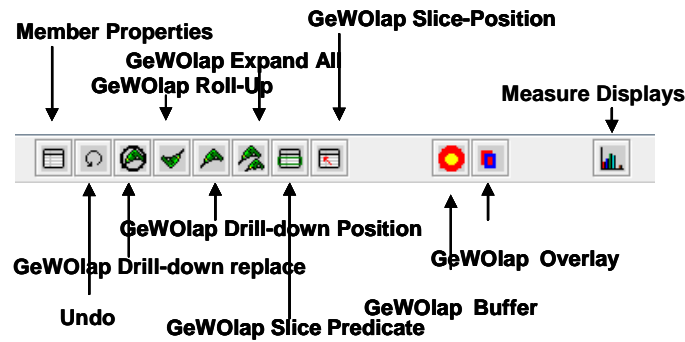 GeWOlap Slice-Position
Member Properties
GeWOlap Expand All
GeWOlap Roll-Up
Measure Displays
GeWOlap Drill-down Position
GeWOlap Overlay
GeWOlap Drill-down replace
GeWOlap Buffer
Undo
GeWOlap Slice Predicate